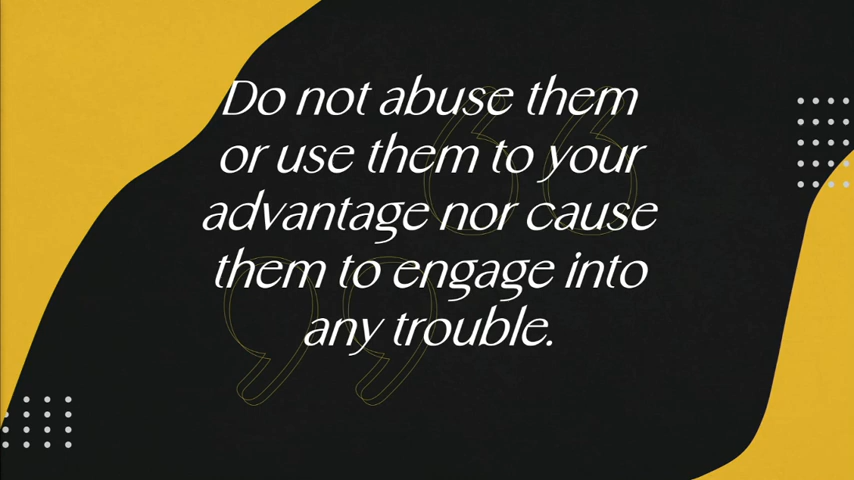 Do not abuse them
or use them to your
advantage nor cause
them to engage into
any trouble.